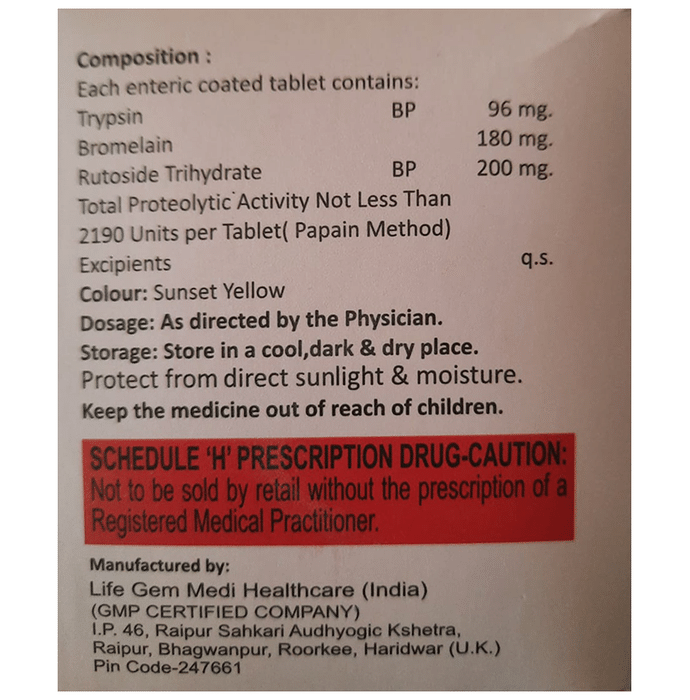 Composition :
Each enteric coated tablet contains:
Trypsin BP 96 mg.
Bromelain 180 mg.
Rutoside Trihydrate BP 200 mg.
Total Proteolytic Activity Not Less Than
2190 Units per Tablet( Papain Method)
Excipients q.s.
Colour: Sunset Yellow
Dosage: As directed by the Physician.
Storage: Store in a cool,dark & dry place.
Protect from direct sunlight & moisture.
Keep the medicine out of reach of children.
SCHEDULE 'H' PRESCRIPTION DRUG-CAUTION:
Not to be sold by retail without the prescription of a
Registered Medical Practitioner.
Manufactured by:
Life Gem Medi Healthcare (India)
(GMP CERTIFIED COMPANY)
I.P. 46, Raipur Sahkari Audhyogic Kshetra,
Raipur, Bhagwanpur, Roorkee, Haridwar (U.K.)
Pin Code-247661